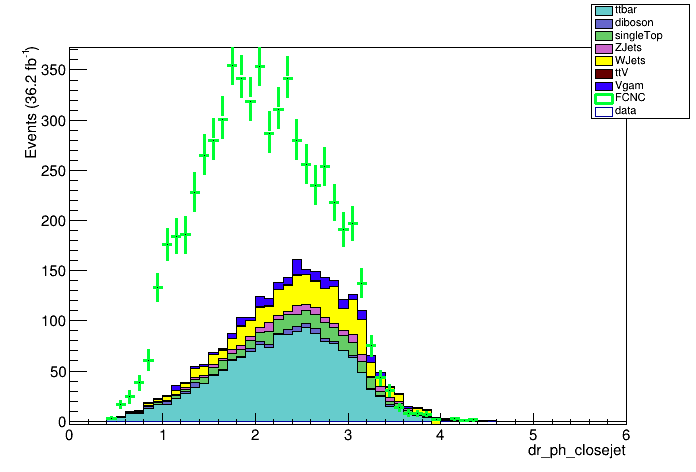 ttbar
diboson
singleTop
ZJets
WJets
ttV
Vgam
FCNC
data
Events (36.2 fb⁻¹)
350
300
250
200
150
100
50
0
0 1 2 3 4 5 6
dr_ph_closejet